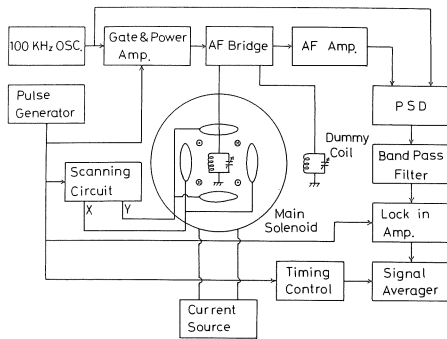 100 KHz OSC.
Gate & Power
Amp.
AF Bridge
AF Amp.
Pulse
Generator
PSD
Dummy
Coil
Band Pass
Filter
Scanning
Circuit
X
Y
Main
Solenoid
Lock in
Amp.
Timing
Control
Signal
Averager
Current
Source